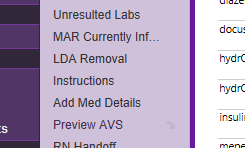 Unresulted Labs
MAR Currently Inf...
LDA Removal
Instructions
Add Med Details
Preview AVS
RN Handoff
docus
hydrO
hydrO
insulin